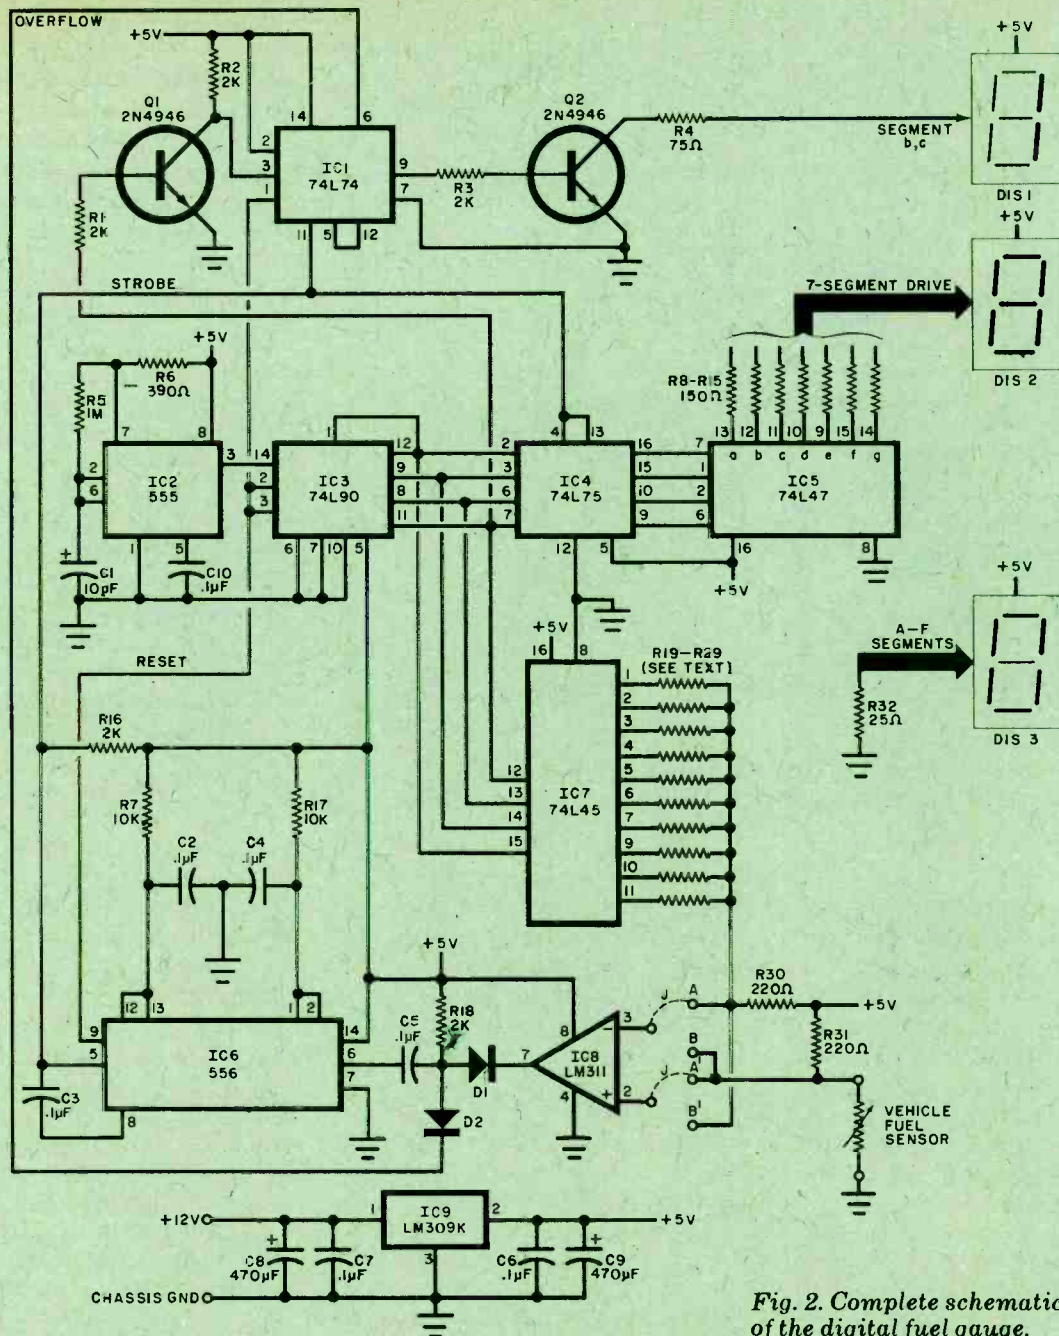 OVERFLOW
+5V
R2
2K
Q1
2N4946
14
6
2
3
1
IC1
74L74
9
7
11
5
12
R3
2K
Q2
2N4946
R4
75Ω
SEGMENT
b,c
+5V
DIS 1
R1
2K
STROBE
7-SEGMENT DRIVE
+5V
DIS 2
+5V
R6
390Ω
R5
1M
7
8
2
6
IC2
555
3
1
5
+
C1
10pF
C10
.1µF
14
2
3
1
IC3
74L90
12
9
8
11
6
7
10
5
2
3
6
7
4
13
IC4
74L75
16
15
10
9
12
5
R8-R15
150Ω
13
12
11
10
9
15
14
a
b
c
d
e
f
g
7
1
2
6
IC5
74L47
16
8
+5V
RESET
+5V
16
8
R19-R29
(SEE TEXT)
12
13
14
15
IC7
74L45
1
2
3
4
5
6
7
9
10
11
A-F
SEGMENTS
R32
25Ω
+5V
DIS 3
R16
2K
R7
10K
R17
10K
C2
.1µF
C4
.1µF
12
13
1
2
9
5
IC6
556
14
6
7
8
C3
.1µF
+5V
R18
2K
C5
.1µF
D1
D2
7
8
IC8
LM311
4
3
-
2
+
J
A
B
J
A'
B'
R30
220Ω
+5V
R31
220Ω
VEHICLE
FUEL
SENSOR
+12V
1
IC9
LM309K
2
3
+5V
+
C8
470µF
C7
.1µF
C6
.1µF
+
C9
470µF
CHASSIS GND
Fig. 2. Complete schematic
of the digital fuel gauge.